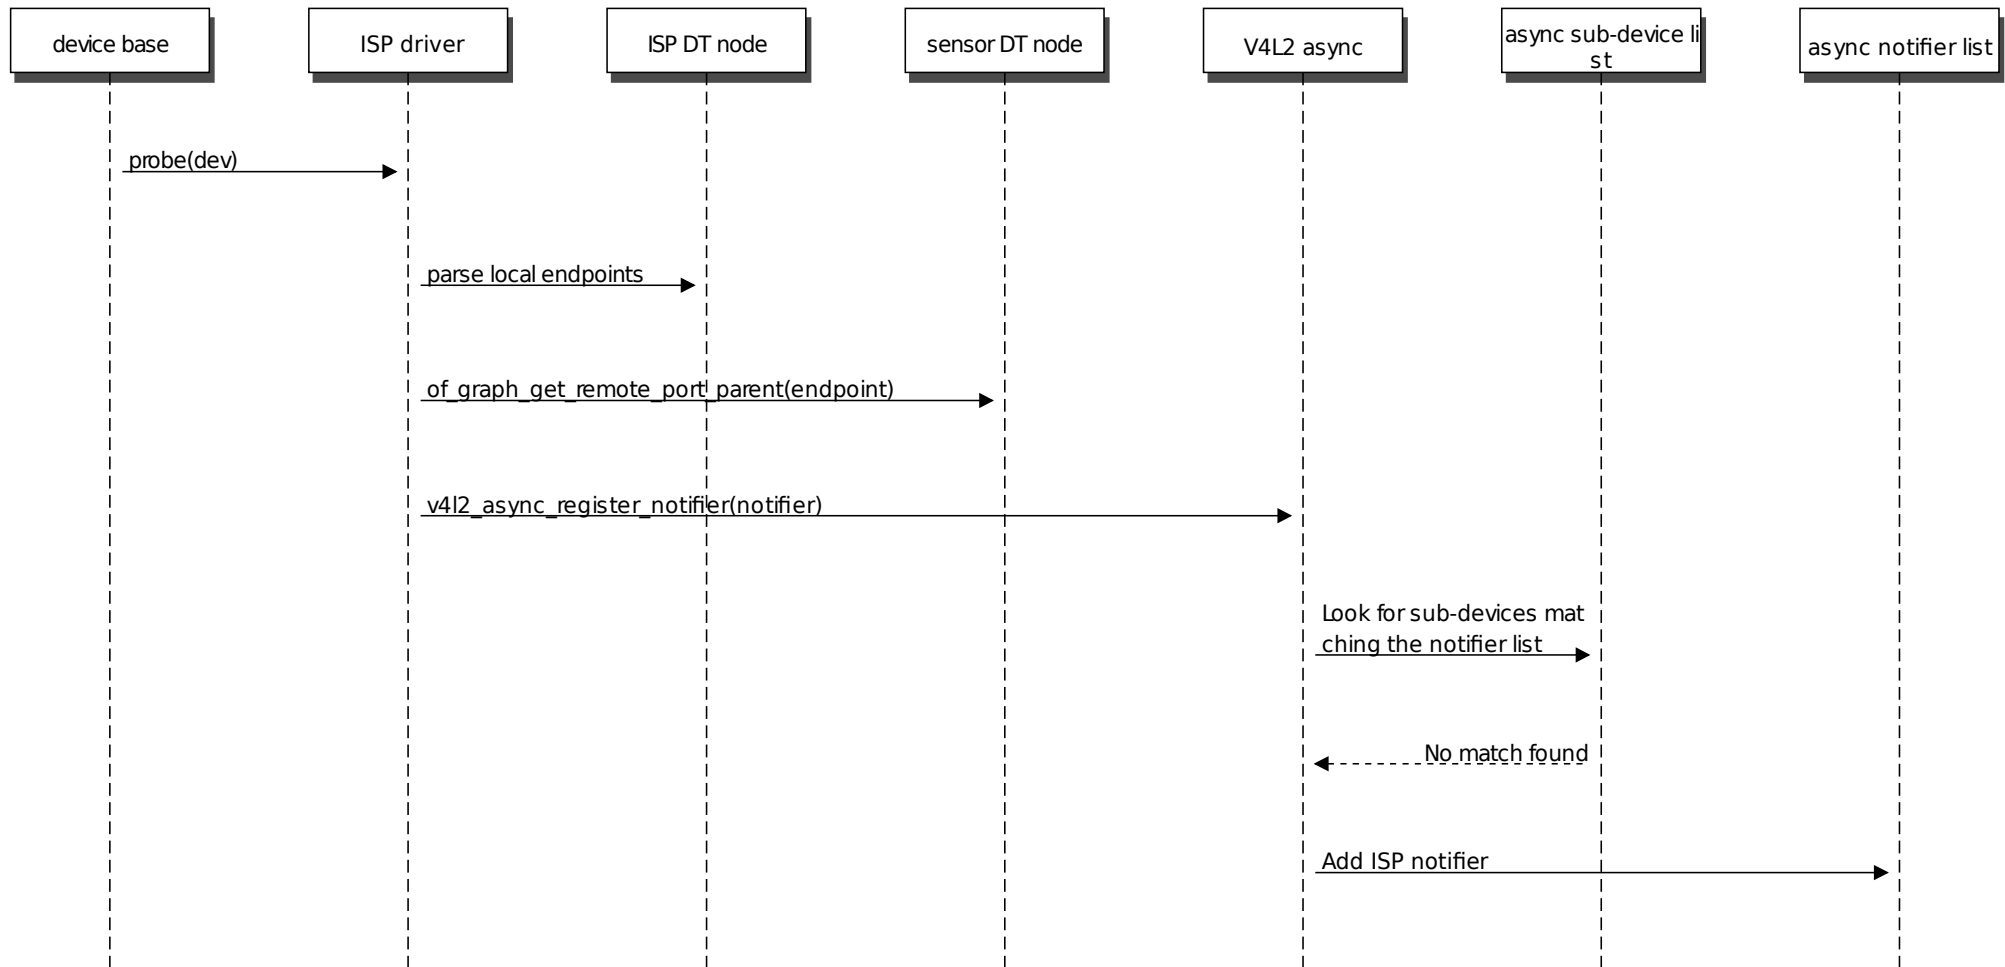 device base
ISP driver
ISP DT node
sensor DT node
V4L2 async
async sub-device li
st
async notifier list
probe(dev)
parse local endpoints
of_graph_get_remote_port_parent(endpoint)
v4l2_async_register_notifier(notifier)
Look for sub-devices mat
ching the notifier list
No match found
Add ISP notifier